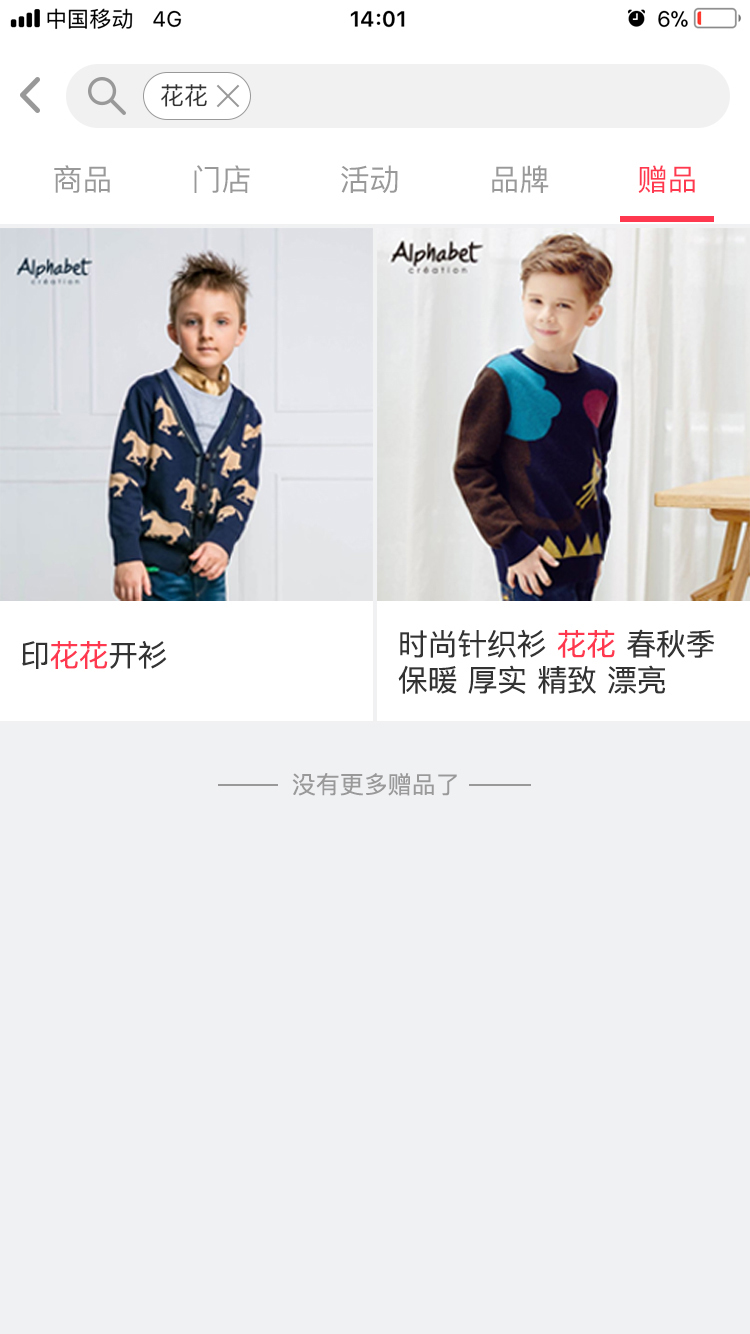 中国移动 4G 14:01 6%
花花
商品 门店 活动 品牌 赠品
Alphabet
création
Alphabet
création
印花花开衫
时尚针织衫 花花 春秋季
保暖 厚实 精致 漂亮
没有更多赠品了